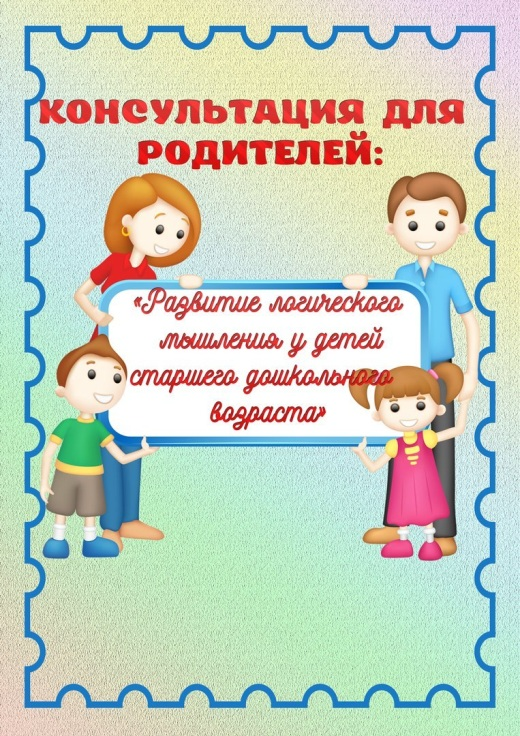 КОНСУЛЬТАЦИЯ ДЛЯ
РОДИТЕЛЕЙ:
«Развитие логического
мышления у детей
старшего дошкольного
возраста»